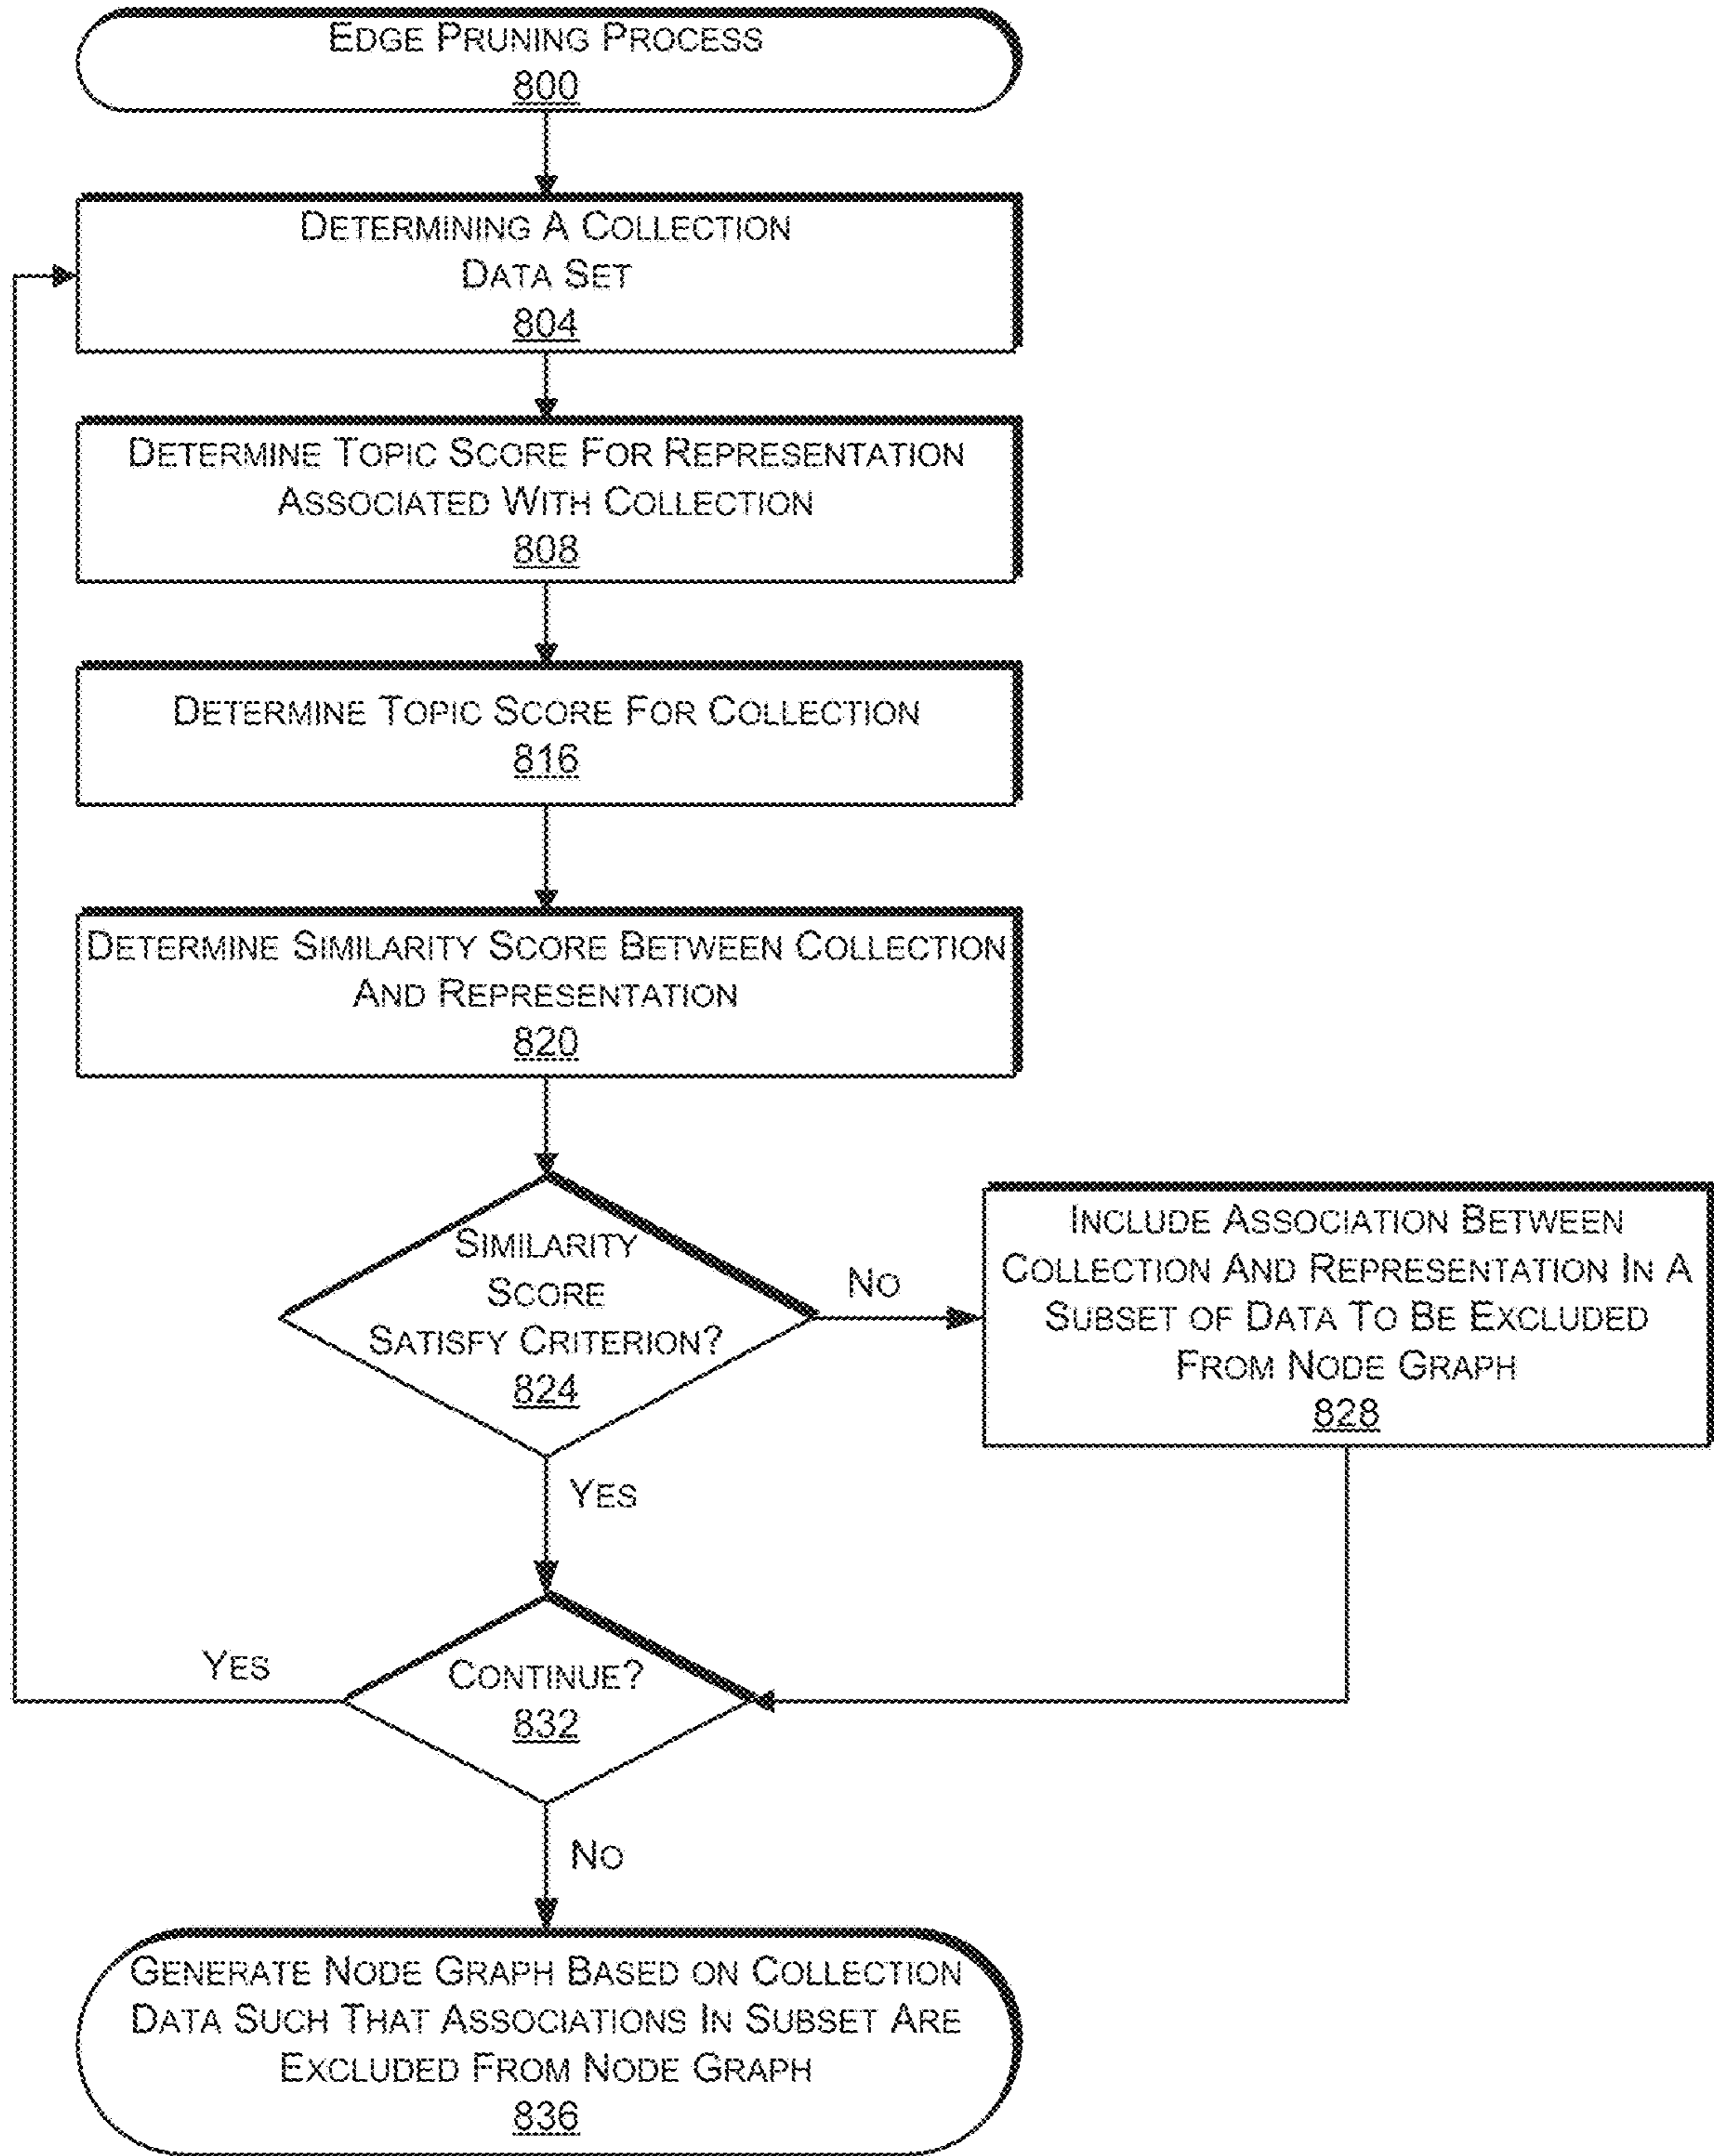 EDGE PRUNING PROCESS
800
DETERMINING A COLLECTION
DATA SET
804
DETERMINE TOPIC SCORE FOR REPRESENTATION
ASSOCIATED WITH COLLECTION
808
DETERMINE TOPIC SCORE FOR COLLECTION
816
DETERMINE SIMILARITY SCORE BETWEEN COLLECTION
AND REPRESENTATION
820
SIMILARITY
SCORE
SATISFY CRITERION?
824
NO
INCLUDE ASSOCIATION BETWEEN
COLLECTION AND REPRESENTATION IN A
SUBSET OF DATA TO BE EXCLUDED
FROM NODE GRAPH
828
YES
CONTINUE?
832
YES
NO
GENERATE NODE GRAPH BASED ON COLLECTION
DATA SUCH THAT ASSOCIATIONS IN SUBSET ARE
EXCLUDED FROM NODE GRAPH
836